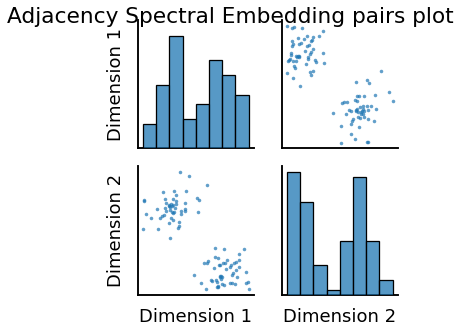 Adjacency Spectral Embedding pairs plot
Dimension 1
Dimension 2
Dimension 1
Dimension 2